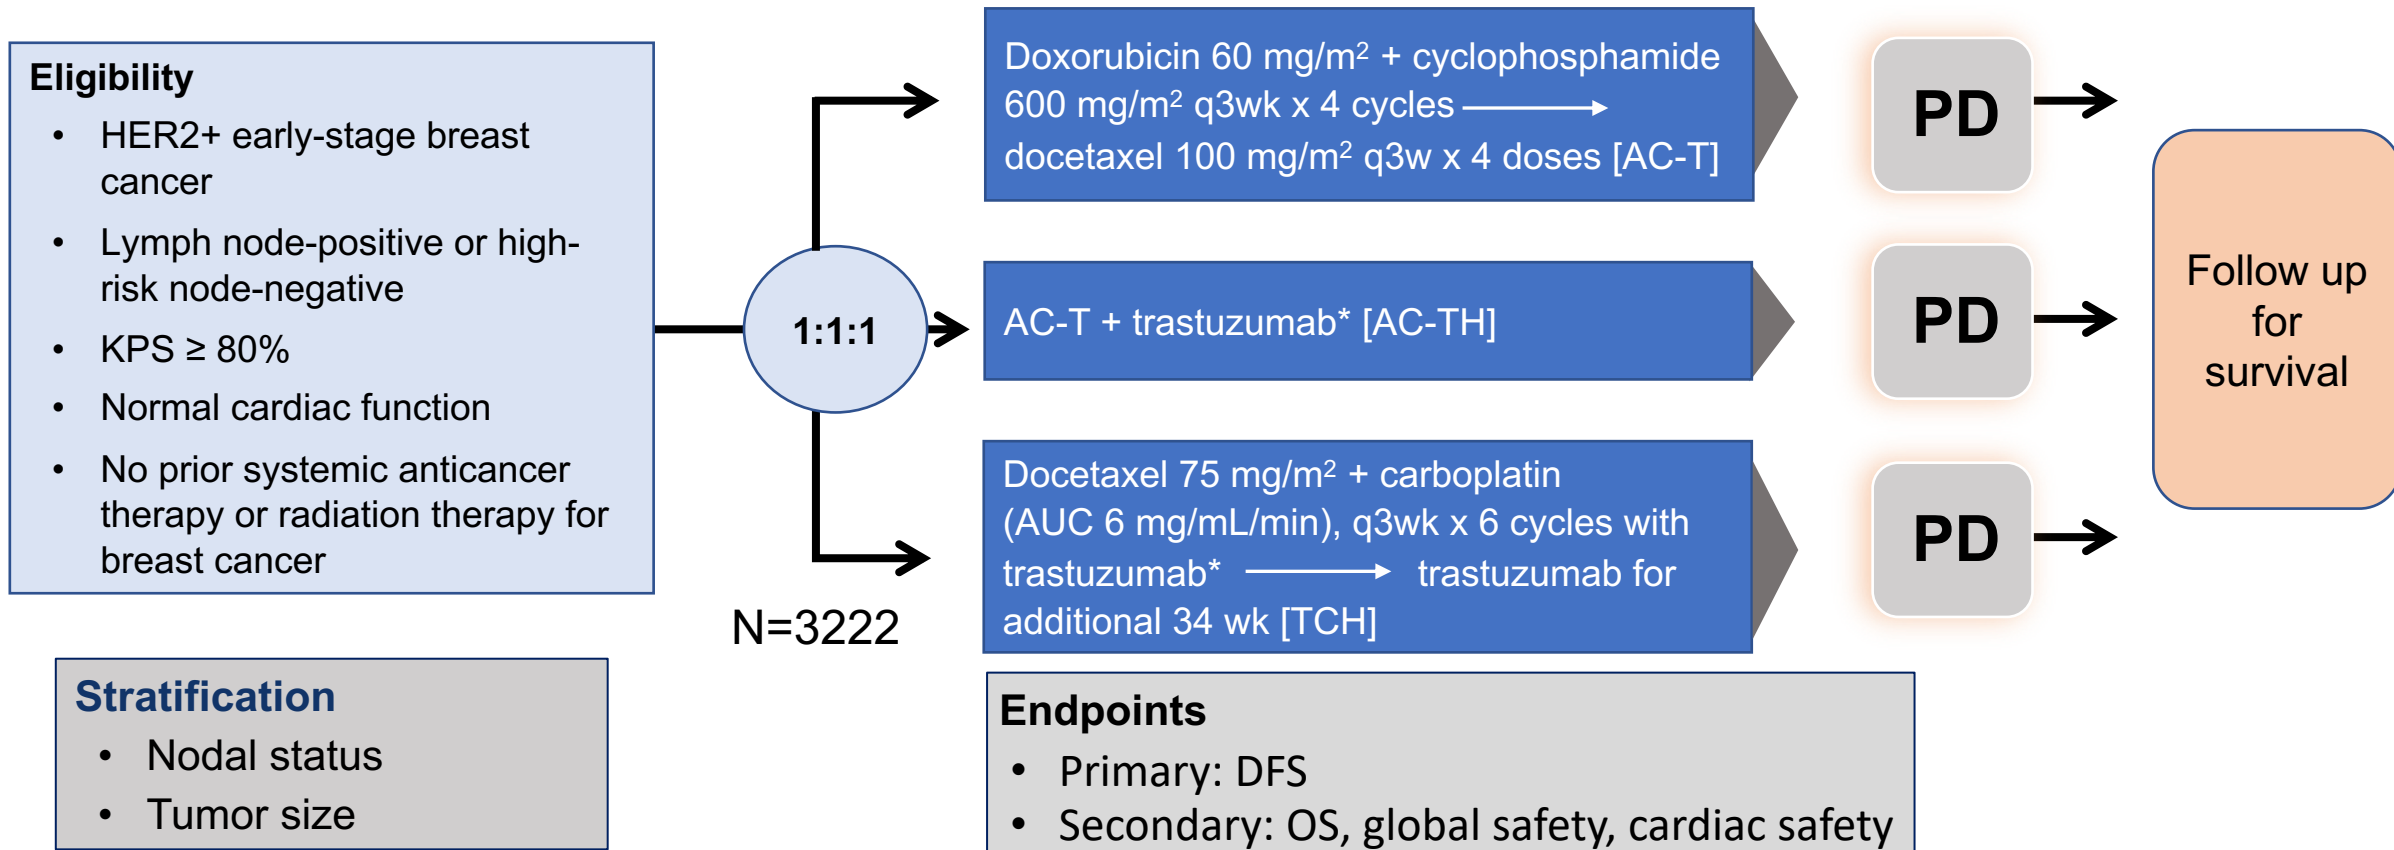 Eligibility
• HER2+ early-stage breast
cancer
• Lymph node-positive or high-
risk node-negative
• KPS ≥ 80%
• Normal cardiac function
• No prior systemic anticancer
therapy or radiation therapy for
breast cancer
Stratification
• Nodal status
• Tumor size
1:1:1
N=3222
Doxorubicin 60 mg/m² + cyclophosphamide
600 mg/m² q3wk x 4 cycles ⟶
docetaxel 100 mg/m² q3w x 4 doses [AC-T]
PD
AC-T + trastuzumab* [AC-TH]
PD
Docetaxel 75 mg/m² + carboplatin
(AUC 6 mg/mL/min), q3wk x 6 cycles with
trastuzumab* ⟶ trastuzumab for
additional 34 wk [TCH]
PD
Follow up
for
survival
Endpoints
• Primary: DFS
• Secondary: OS, global safety, cardiac safety